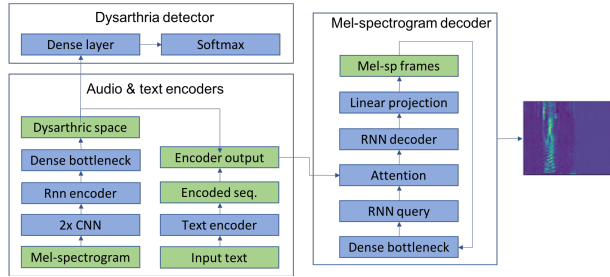 Dysarthria detector
Dense layer
Softmax
Audio & text encoders
Dysarthric space
Dense bottleneck
Rnn encoder
2x CNN
Mel-spectrogram
Encoder output
Encoded seq.
Text encoder
Input text
Mel-spectrogram decoder
Mel-sp frames
Linear projection
RNN decoder
Attention
RNN query
Dense bottleneck